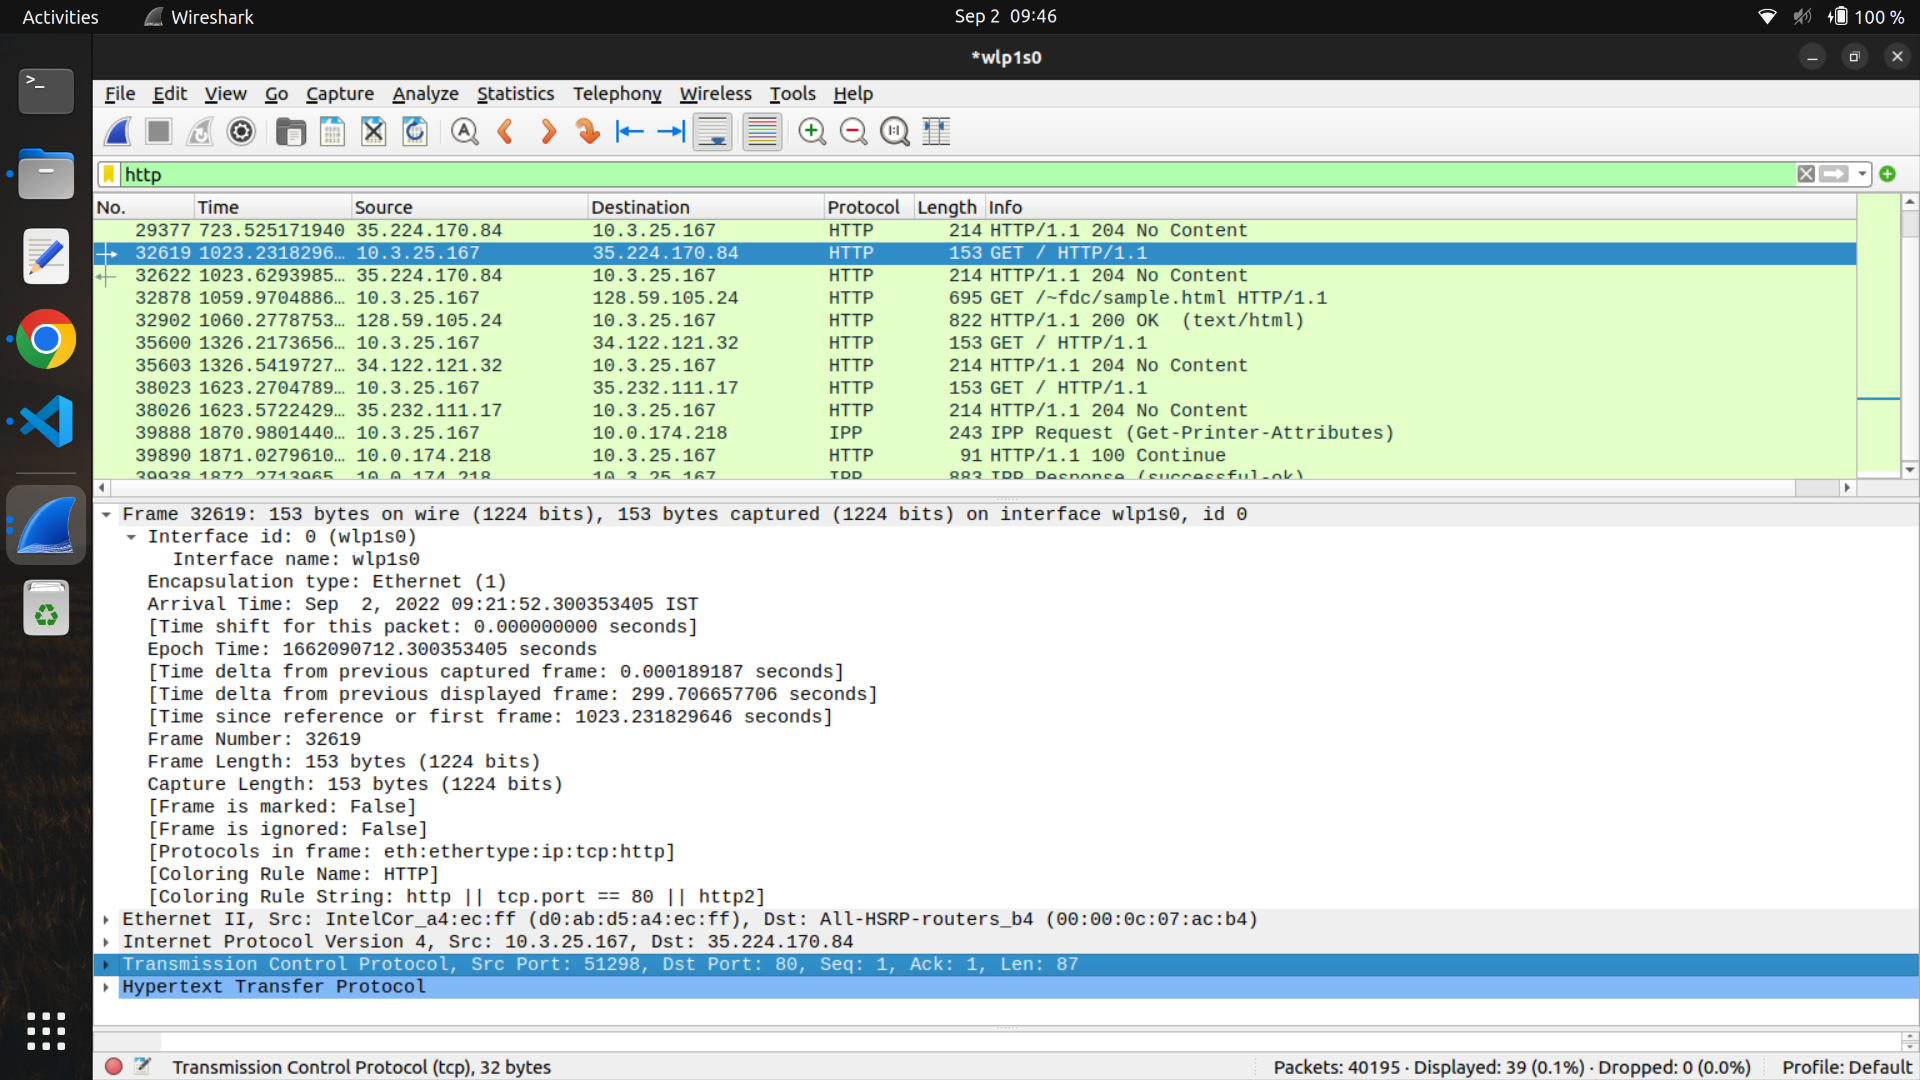 Activities Wireshark Sep 2 09:46 100 %
*wlp1s0
File Edit View Go Capture Analyze Statistics Telephony Wireless Tools Help
http
No. Time Source Destination Protocol Length Info
29377 723.525171940 35.224.170.84 10.3.25.167 HTTP 214 HTTP/1.1 204 No Content
32619 1023.2318296… 10.3.25.167 35.224.170.84 HTTP 153 GET / HTTP/1.1
32622 1023.6293985… 35.224.170.84 10.3.25.167 HTTP 214 HTTP/1.1 204 No Content
32878 1059.9704886… 10.3.25.167 128.59.105.24 HTTP 695 GET /~fdc/sample.html HTTP/1.1
32902 1060.2778753… 128.59.105.24 10.3.25.167 HTTP 822 HTTP/1.1 200 OK (text/html)
35600 1326.2173656… 10.3.25.167 34.122.121.32 HTTP 153 GET / HTTP/1.1
35603 1326.5419727… 34.122.121.32 10.3.25.167 HTTP 214 HTTP/1.1 204 No Content
38023 1623.2704789… 10.3.25.167 35.232.111.17 HTTP 153 GET / HTTP/1.1
38026 1623.5722429… 35.232.111.17 10.3.25.167 HTTP 214 HTTP/1.1 204 No Content
39888 1870.9801440… 10.3.25.167 10.0.174.218 IPP 243 IPP Request (Get-Printer-Attributes)
39890 1871.0279610… 10.0.174.218 10.3.25.167 HTTP 91 HTTP/1.1 100 Continue
39938 1872.2713965… 10.0.174.218 10.3.25.167 IPP 883 IPP Response (successful-ok)
Frame 32619: 153 bytes on wire (1224 bits), 153 bytes captured (1224 bits) on interface wlp1s0, id 0
Interface id: 0 (wlp1s0)
Interface name: wlp1s0
Encapsulation type: Ethernet (1)
Arrival Time: Sep  2, 2022 09:21:52.300353405 IST
[Time shift for this packet: 0.000000000 seconds]
Epoch Time: 1662090712.300353405 seconds
[Time delta from previous captured frame: 0.000189187 seconds]
[Time delta from previous displayed frame: 299.706657706 seconds]
[Time since reference or first frame: 1023.231829646 seconds]
Frame Number: 32619
Frame Length: 153 bytes (1224 bits)
Capture Length: 153 bytes (1224 bits)
[Frame is marked: False]
[Frame is ignored: False]
[Protocols in frame: eth:ethertype:ip:tcp:http]
[Coloring Rule Name: HTTP]
[Coloring Rule String: http || tcp.port == 80 || http2]
Ethernet II, Src: IntelCor_a4:ec:ff (d0:ab:d5:a4:ec:ff), Dst: All-HSRP-routers_b4 (00:00:0c:07:ac:b4)
Internet Protocol Version 4, Src: 10.3.25.167, Dst: 35.224.170.84
Transmission Control Protocol, Src Port: 51298, Dst Port: 80, Seq: 1, Ack: 1, Len: 87
Hypertext Transfer Protocol
Transmission Control Protocol (tcp), 32 bytes Packets: 40195 · Displayed: 39 (0.1%) · Dropped: 0 (0.0%) Profile: Default